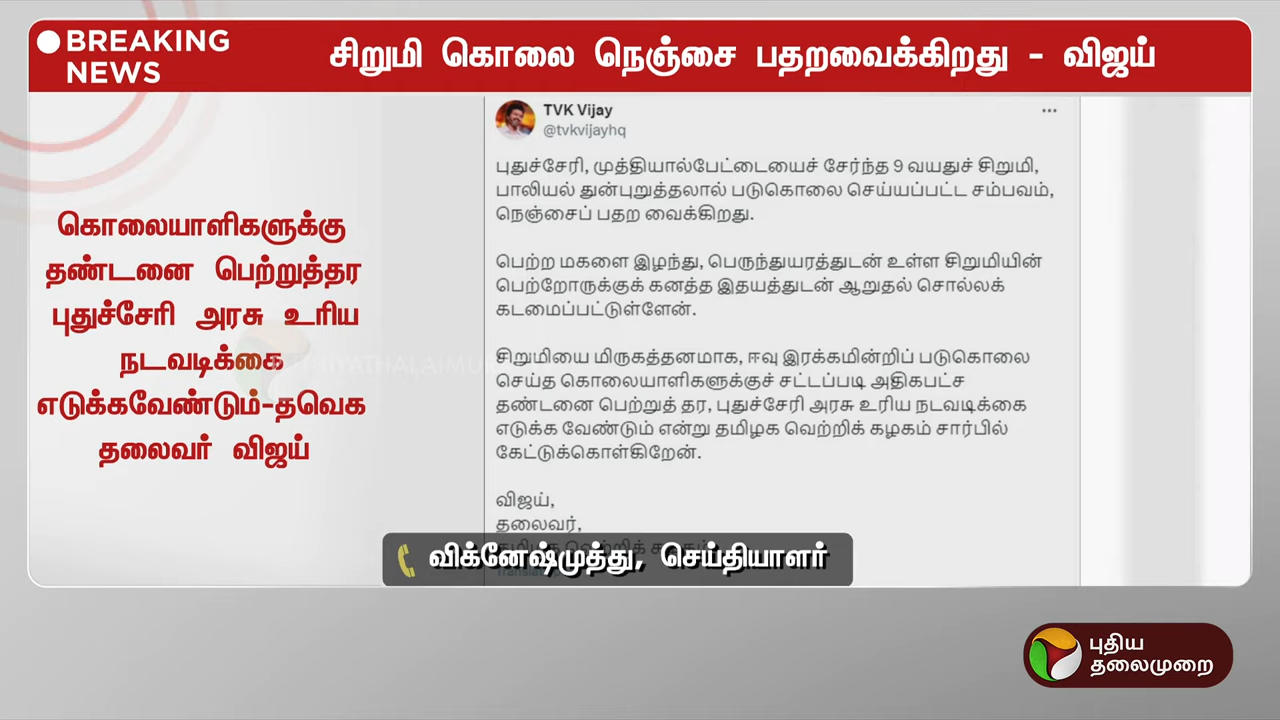 BREAKING
NEWS
சிறுமி கொலை நெஞ்சை பதறவைக்கிறது - விஜய்
கொலையாளிகளுக்கு
தண்டனை பெற்றுத்தர
புதுச்சேரி அரசு உரிய
நடவடிக்கை
எடுக்கவேண்டும்-தவெக
தலைவர் விஜய்
TVK Vijay
@tvkvijayhq
புதுச்சேரி, முத்தியால்பேட்டையைச் சேர்ந்த 9 வயதுச் சிறுமி,
பாலியல் துன்புறுத்தலால் படுகொலை செய்யப்பட்ட சம்பவம்,
நெஞ்சைப் பதற வைக்கிறது.
பெற்ற மகளை இழந்து, பெருந்துயரத்துடன் உள்ள சிறுமியின்
பெற்றோருக்குக் கனத்த இதயத்துடன் ஆறுதல் சொல்லக்
கடமைப்பட்டுள்ளேன்.
சிறுமியை மிருகத்தனமாக, ஈவு இரக்கமின்றிப் படுகொலை
செய்த கொலையாளிகளுக்குச் சட்டப்படி அதிகபட்ச
தண்டனை பெற்றுத் தர, புதுச்சேரி அரசு உரிய நடவடிக்கை
எடுக்க வேண்டும் என்று தமிழக வெற்றிக் கழகம் சார்பில்
கேட்டுக்கொள்கிறேன்.
விஜய்,
தலைவர்,
விக்னேஷ்முத்து, செய்தியாளர்
புதிய
தலைமுறை